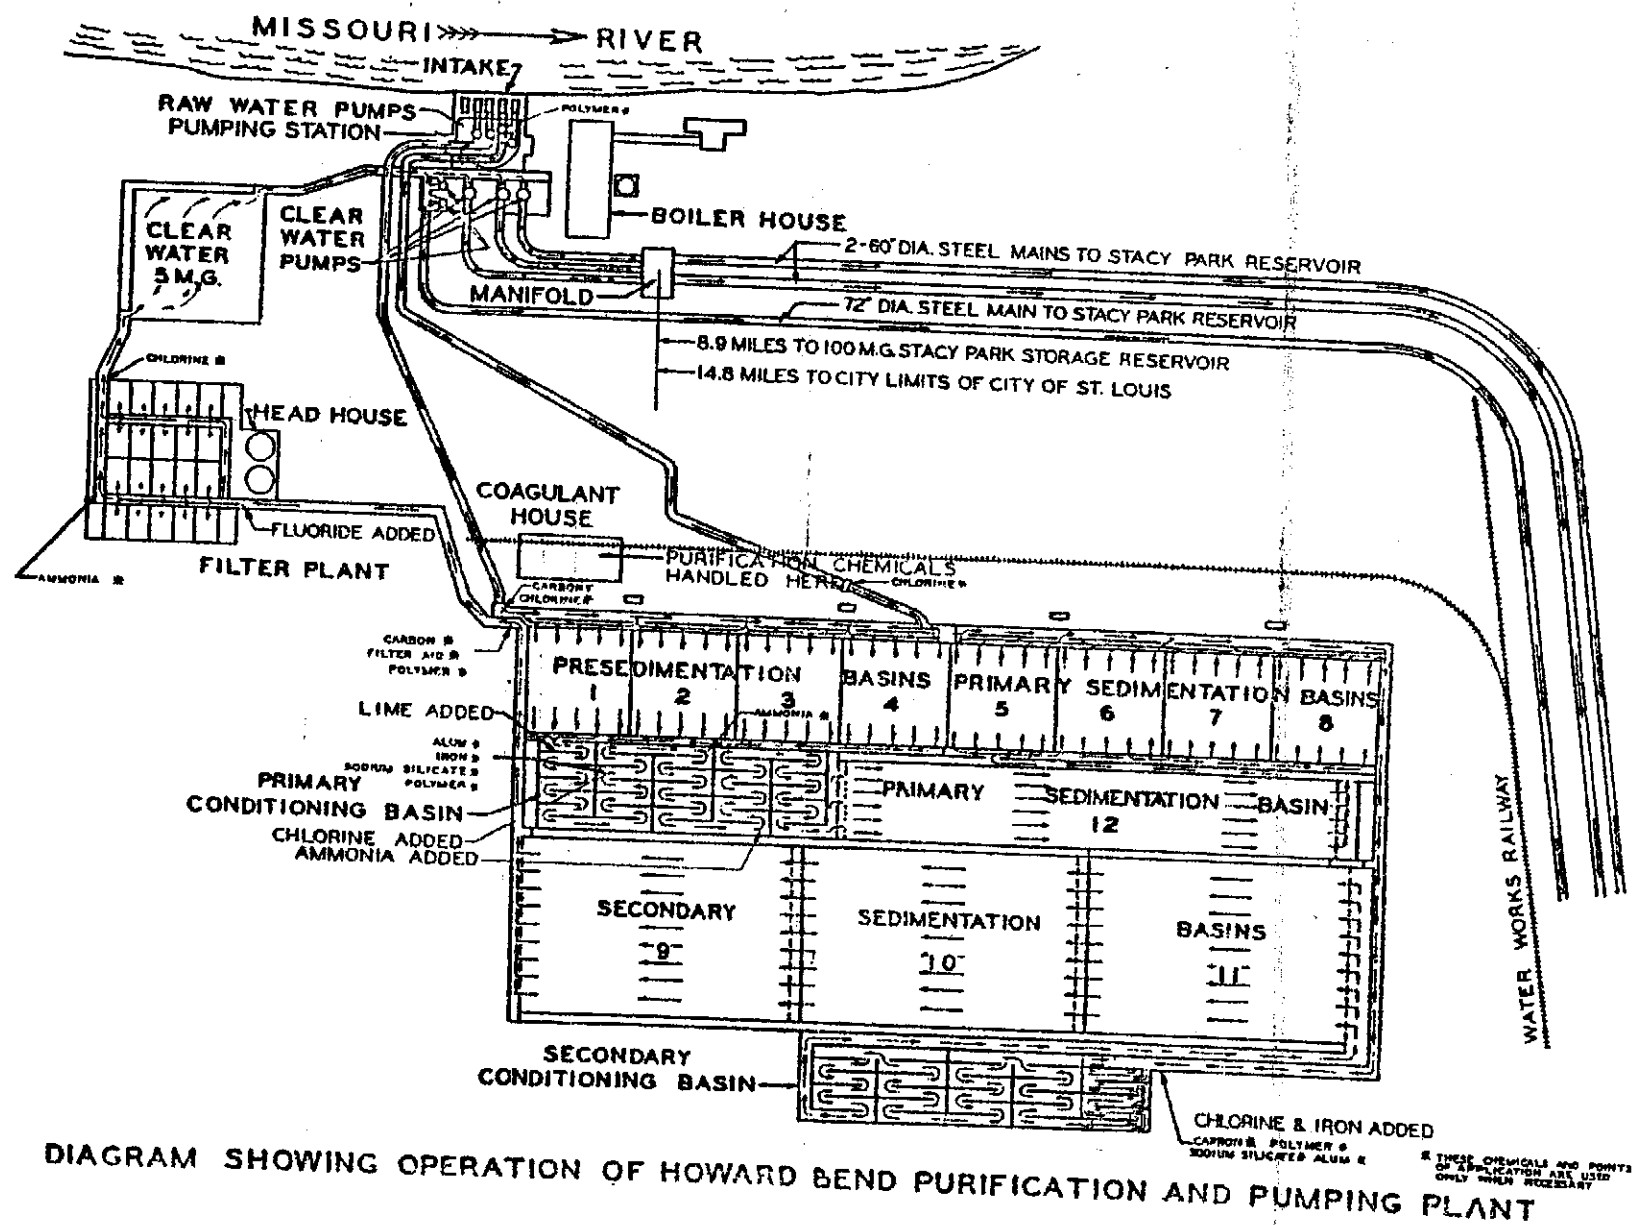 MISSOURI RIVER
INTAKE
RAW WATER PUMPS
PUMPING STATION
POLYMER *
BOILER HOUSE
CLEAR
WATER
5 M.G.
CLEAR
WATER
PUMPS
MANIFOLD
2-60" DIA. STEEL MAINS TO STACY PARK RESERVOIR
72" DIA. STEEL MAIN TO STACY PARK RESERVOIR
8.9 MILES TO 100 M.G. STACY PARK STORAGE RESERVOIR
14.8 MILES TO CITY LIMITS OF CITY OF ST. LOUIS
CHLORINE *
HEAD HOUSE
FLUORIDE ADDED
FILTER PLANT
AMMONIA *
COAGULANT
HOUSE
PURIFICATION CHEMICALS
HANDLED HERE
CHLORINE *
CARBON *
CHLORINE *
CARBON *
FILTER AID *
POLYMER *
PRESEDIMENTATION BASINS
1 2 3 4
PRIMARY SEDIMENTATION BASINS
5 6 7 8
LIME ADDED
AMMONIA *
ALUM *
IRON *
SODIUM SILICATE *
POLYMER *
PRIMARY
CONDITIONING BASIN
CHLORINE ADDED
AMMONIA ADDED
PRIMARY SEDIMENTATION BASIN
12
SECONDARY SEDIMENTATION BASINS
9 10 11
WATER WORKS RAILWAY
SECONDARY
CONDITIONING BASIN
CHLORINE & IRON ADDED
CARBON * POLYMER *
SODIUM SILICATE * ALUM *
* THESE CHEMICALS AND POINTS
OF APPLICATION ARE USED
ONLY WHEN NECESSARY
DIAGRAM SHOWING OPERATION OF HOWARD BEND PURIFICATION AND PUMPING PLANT